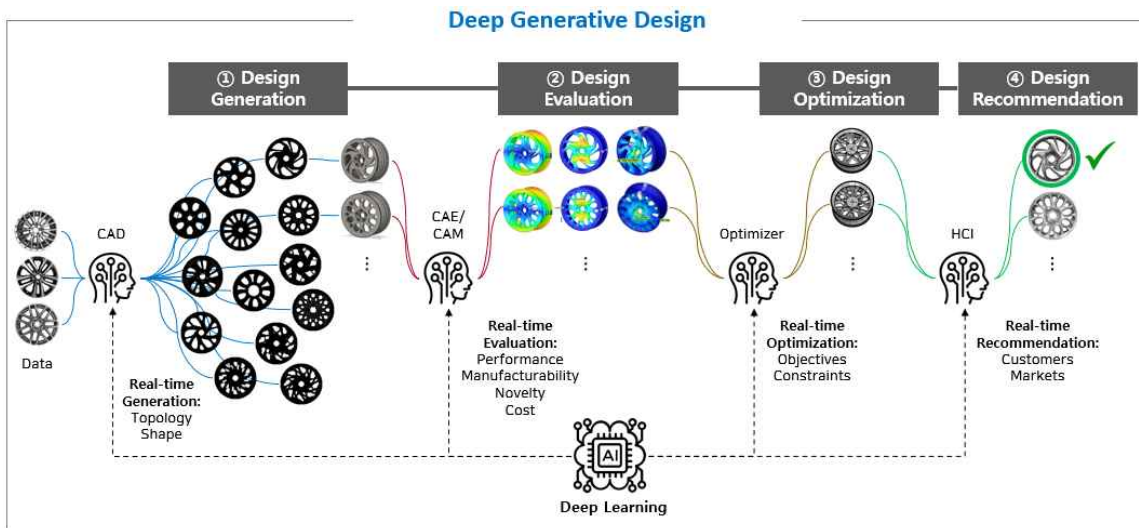 Deep Generative Design
① Design
Generation
② Design
Evaluation
③ Design
Optimization
④ Design
Recommendation
CAD
CAE/
CAM
Optimizer
HCI
Data
Real-time
Generation:
Topology
Shape
Real-time
Evaluation:
Performance
Manufacturability
Novelty
Cost
Real-time
Optimization:
Objectives
Constraints
Real-time
Recommendation:
Customers
Markets
AI
Deep Learning